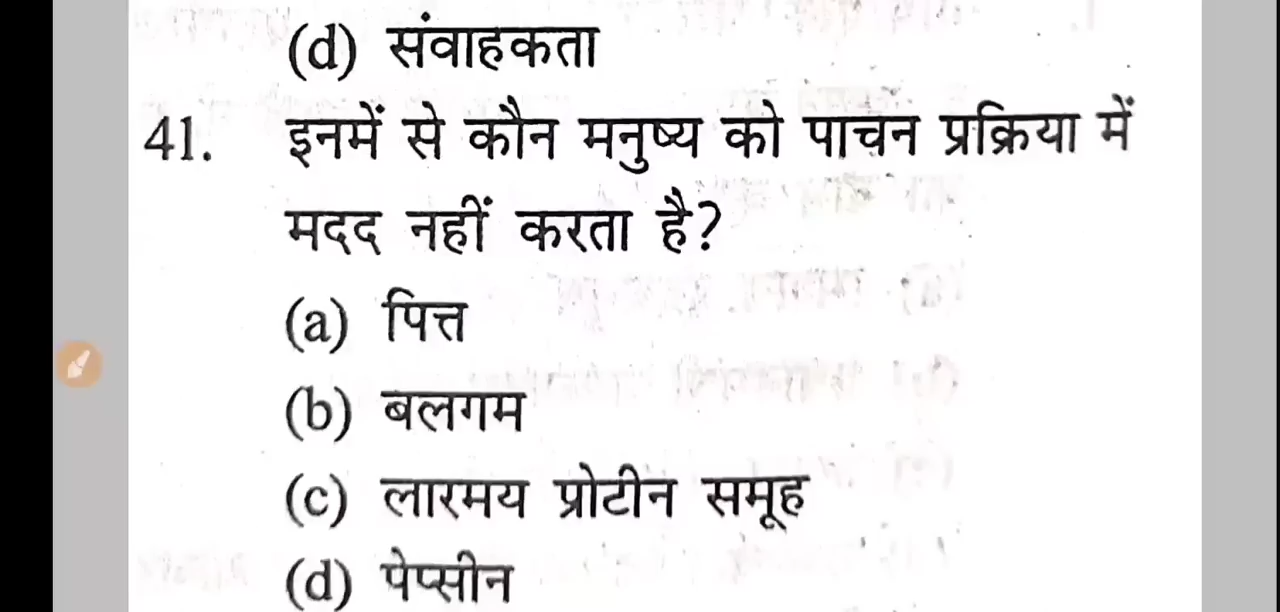 (d) संवाहकता
41. इनमें से कौन मनुष्य को पाचन प्रक्रिया में
मदद नहीं करता है?
(a) पित्त
(b) बलगम
(c) लारमय प्रोटीन समूह
(d) पेप्सीन